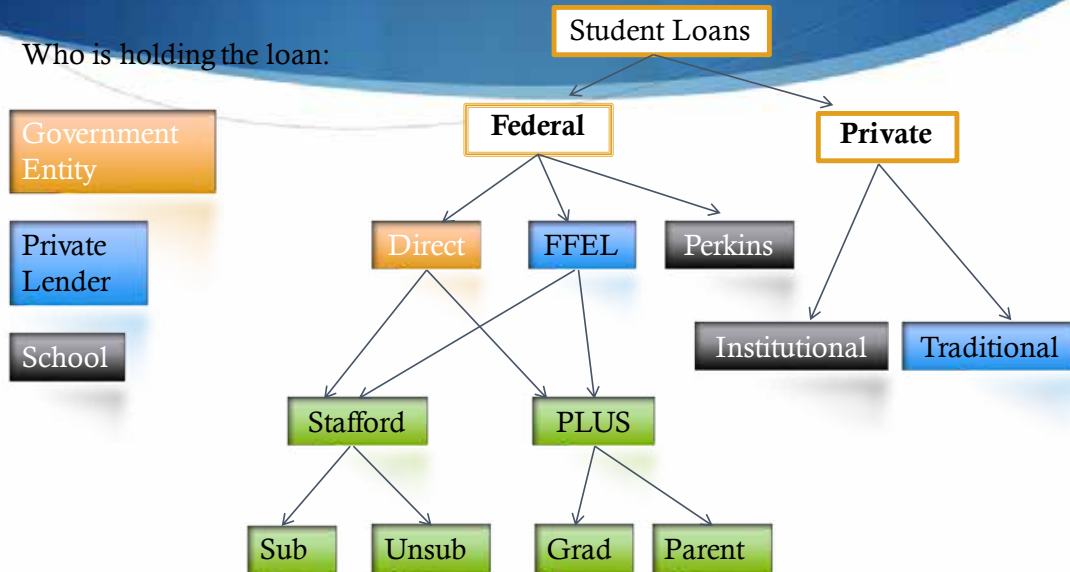 Student Loans
Who is holding the loan:
Federal
Private
Government
Entity
Direct
FFEL
Perkins
Private
Lender
School
Institutional
Traditional
Stafford
PLUS
Sub
Unsub
Grad
Parent